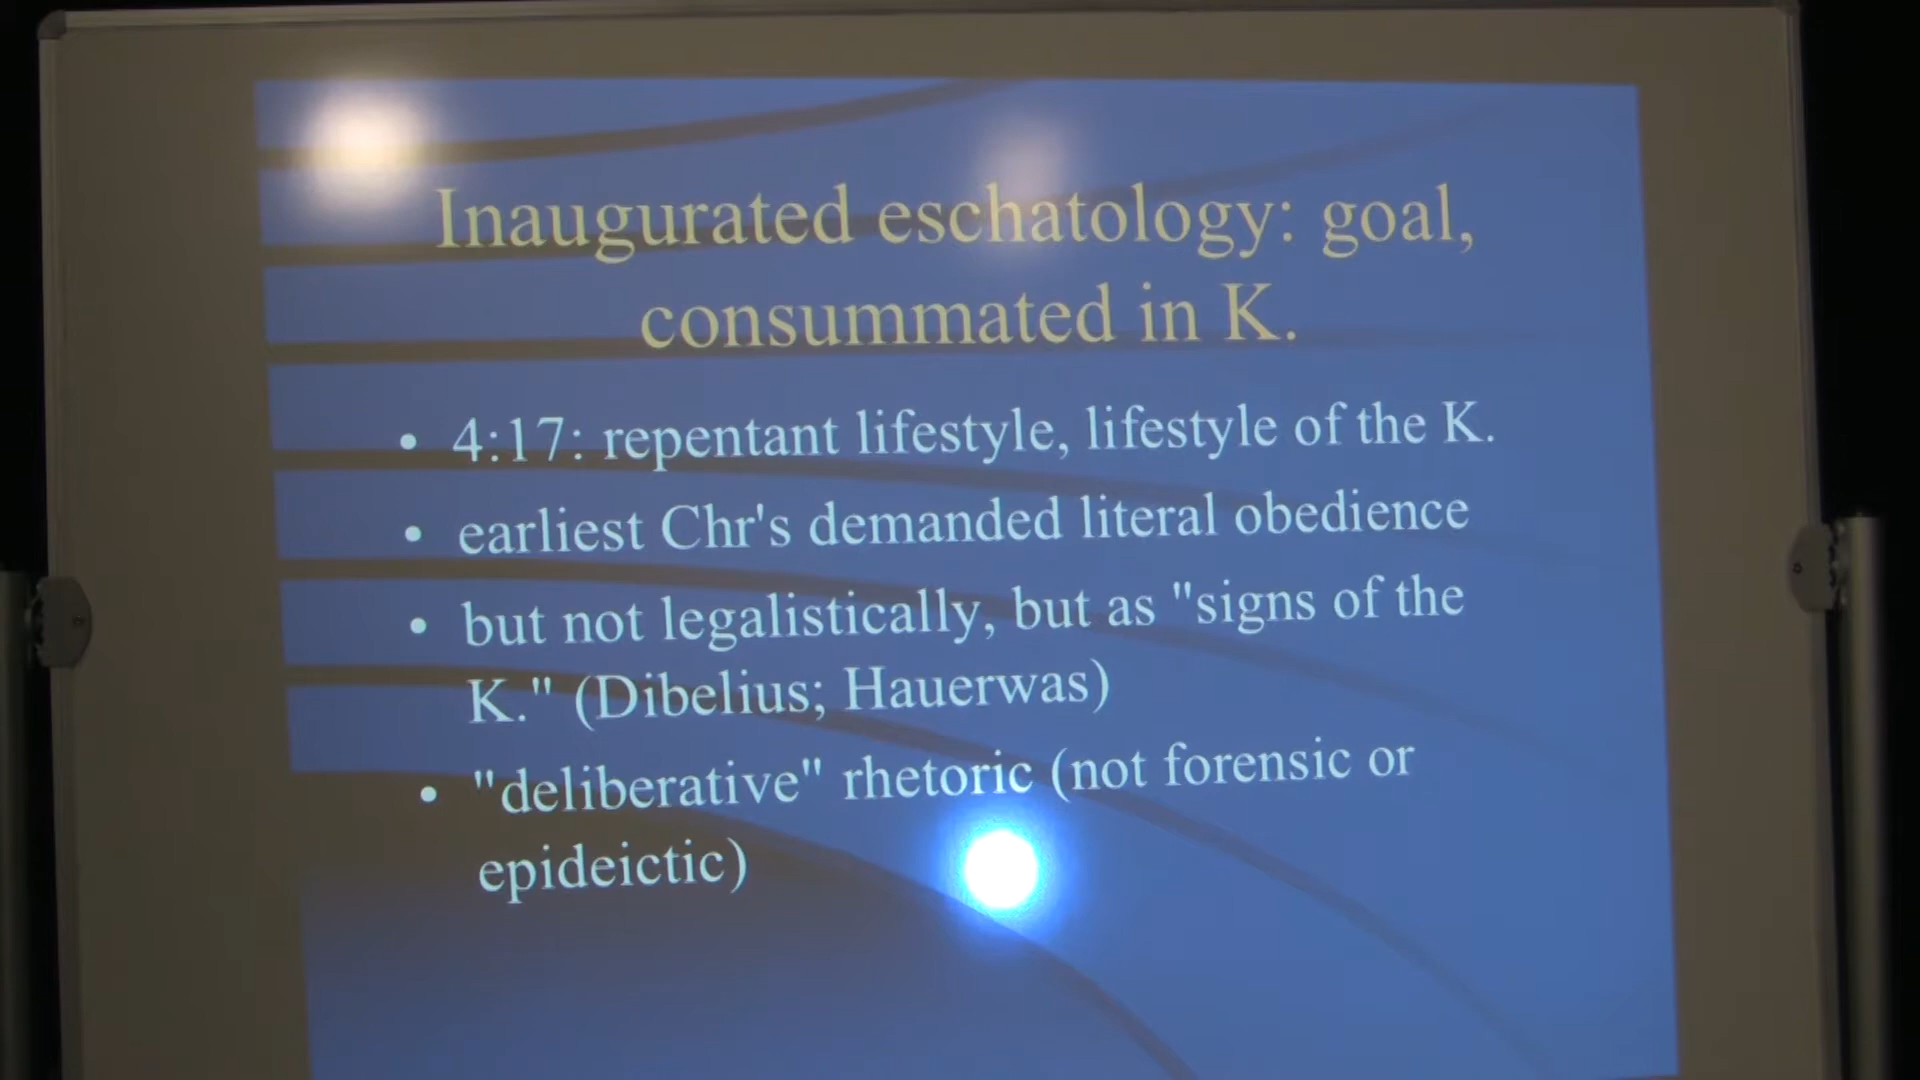 Inaugurated eschatology: goal,
consummated in K.
• 4:17: repentant lifestyle, lifestyle of the K.
• earliest Chr's demanded literal obedience
• but not legalistically, but as "signs of the
K." (Dibelius; Hauerwas)
• "deliberative" rhetoric (not forensic or
epideictic)